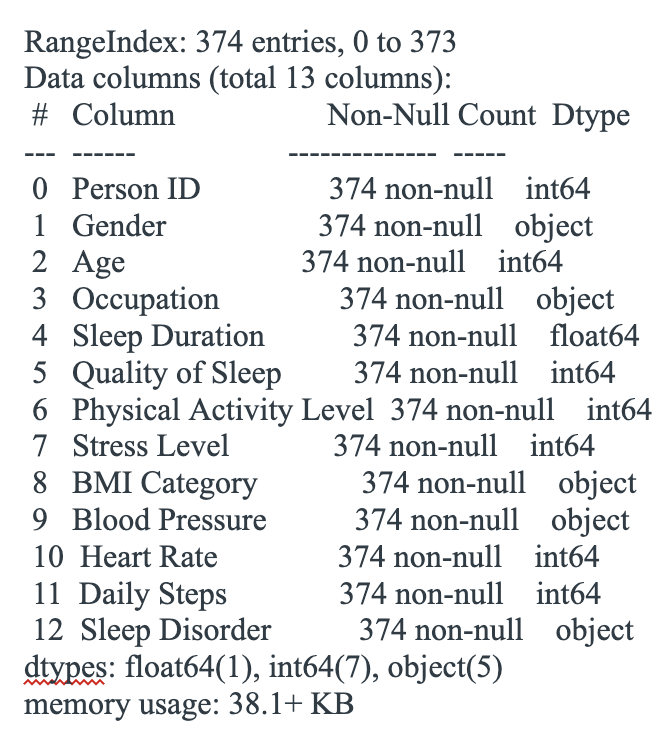 RangeIndex: 374 entries, 0 to 373
Data columns (total 13 columns):
# Column Non-Null Count Dtype
--- ------ -------------- -----
0 Person ID 374 non-null int64
1 Gender 374 non-null object
2 Age 374 non-null int64
3 Occupation 374 non-null object
4 Sleep Duration 374 non-null float64
5 Quality of Sleep 374 non-null int64
6 Physical Activity Level 374 non-null int64
7 Stress Level 374 non-null int64
8 BMI Category 374 non-null object
9 Blood Pressure 374 non-null object
10 Heart Rate 374 non-null int64
11 Daily Steps 374 non-null int64
12 Sleep Disorder 374 non-null object
dtypes: float64(1), int64(7), object(5)
memory usage: 38.1+ KB